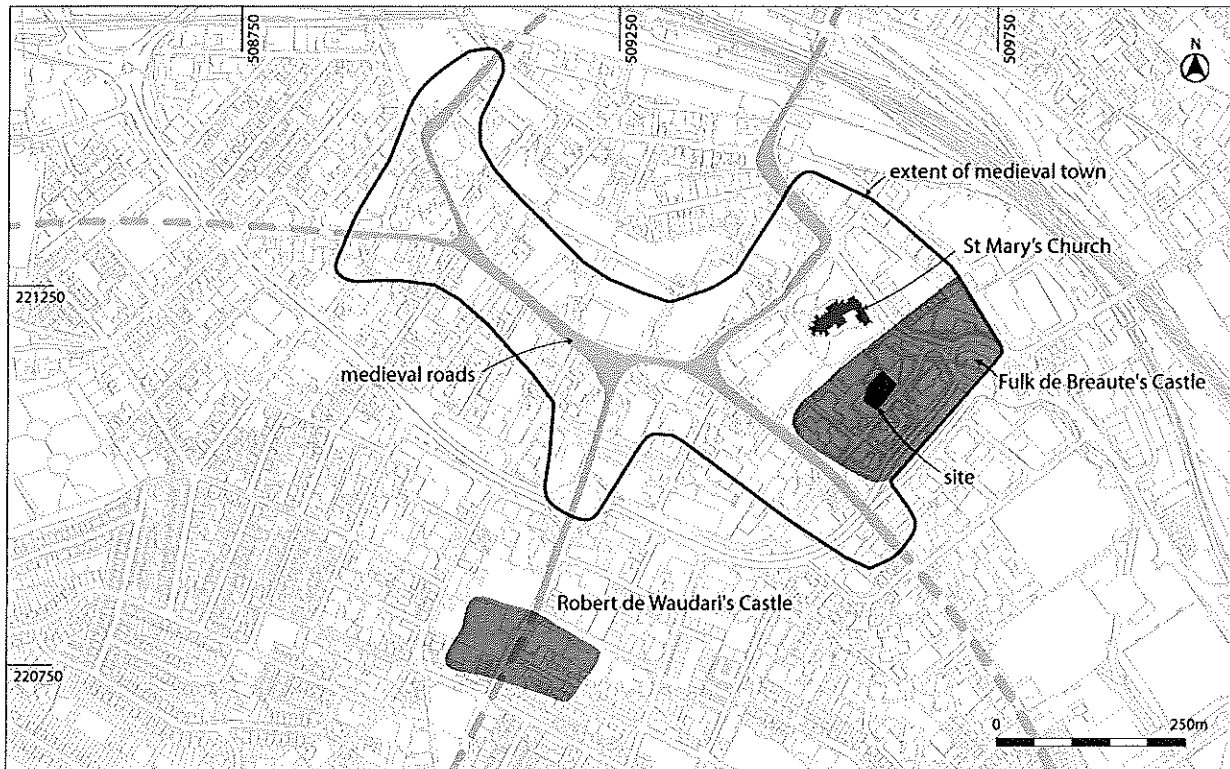 508750
509250
509750
N
extent of medieval town
St Mary's Church
221250
medieval roads
Fulk de Breaute's Castle
site
Robert de Waudari's Castle
220750
0 250m